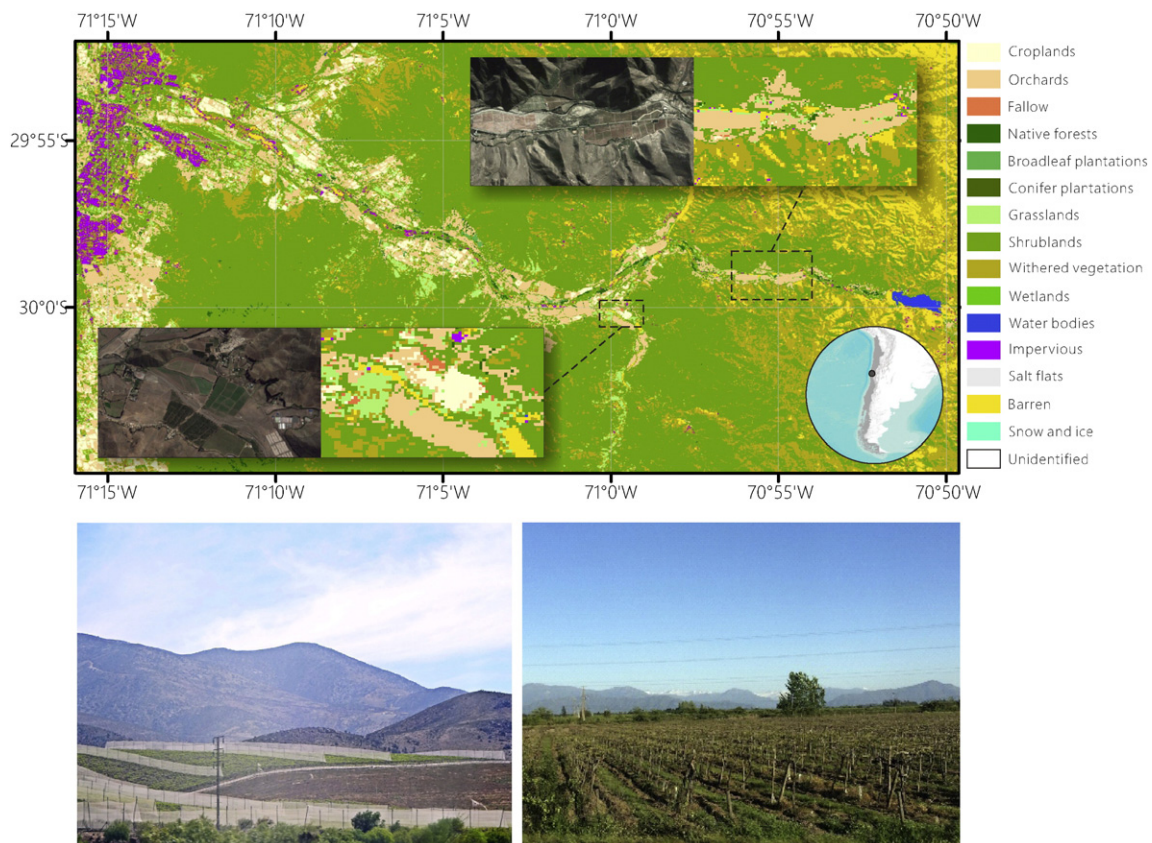 71°15'W 71°10'W 71°5'W 71°0'W 70°55'W 70°50'W
29°55'S
30°0'S
71°15'W 71°10'W 71°5'W 71°0'W 70°55'W 70°50'W
Croplands
Orchards
Fallow
Native forests
Broadleaf plantations
Conifer plantations
Grasslands
Shrublands
Withered vegetation
Wetlands
Water bodies
Impervious
Salt flats
Barren
Snow and ice
Unidentified